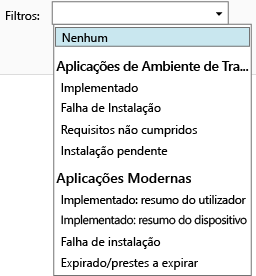 Filtros:
Nenhum
Aplicações de Ambiente de Tra...
Implementado
Falha de Instalação
Requisitos não cumpridos
Instalação pendente
Aplicações Modernas
Implementado: resumo do utilizador
Implementado: resumo do dispositivo
Falha de instalação
Expirado/prestes a expirar